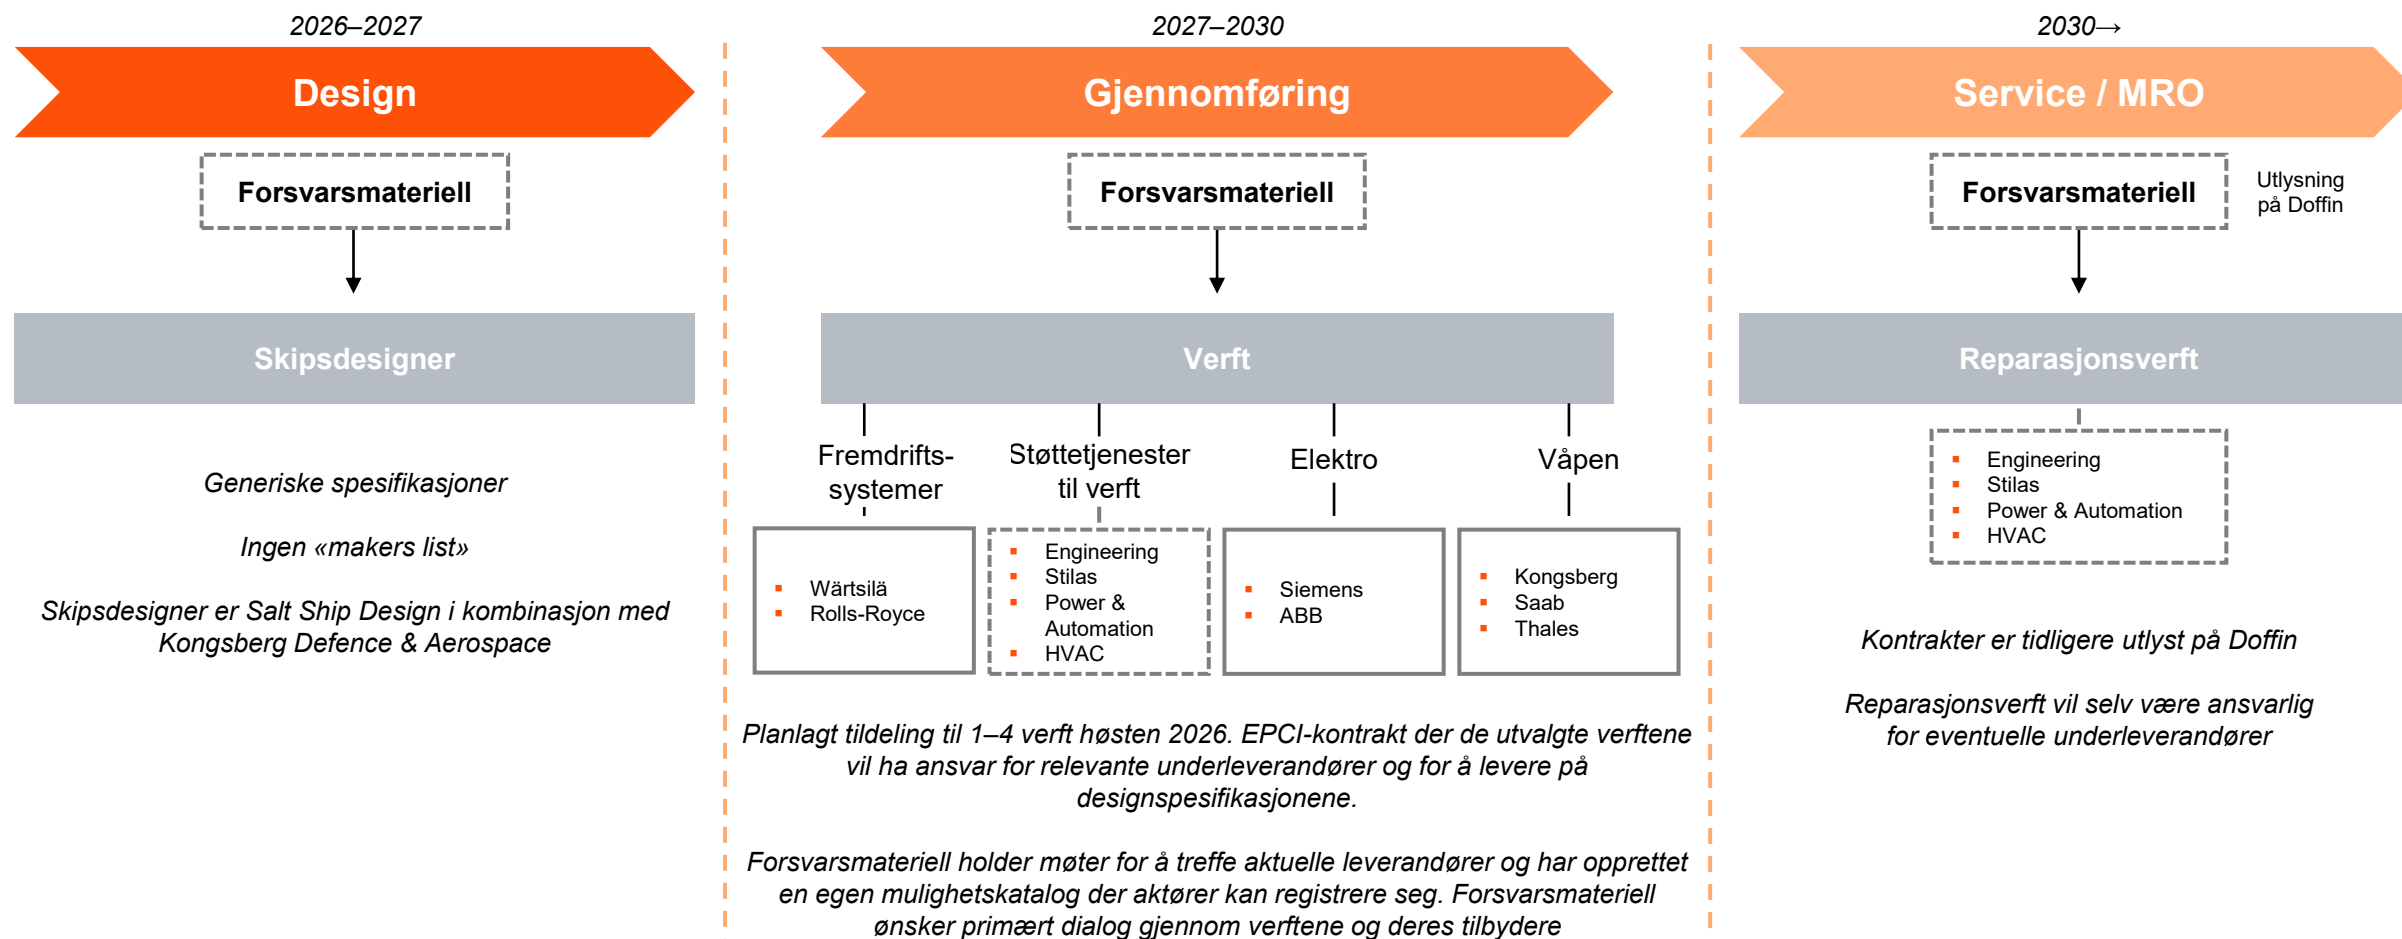 2026–2027
Design
Forsvarsmateriell
Skipsdesigner
Generiske spesifikasjoner
Ingen «makers list»
Skipsdesigner er Salt Ship Design i kombinasjon med
Kongsberg Defence & Aerospace
2027–2030
Gjennomføring
Forsvarsmateriell
Verft
Fremdrifts-
systemer
▪ Wärtsilä
▪ Rolls-Royce
Støttetjenester
til verft
▪ Engineering
▪ Stilas
▪ Power &
Automation
▪ HVAC
Elektro
▪ Siemens
▪ ABB
Våpen
▪ Kongsberg
▪ Saab
▪ Thales
Planlagt tildeling til 1–4 verft høsten 2026. EPCI-kontrakt der de utvalgte verftene
vil ha ansvar for relevante underleverandører og for å levere på
designspesifikasjonene.
Forsvarsmateriell holder møter for å treffe aktuelle leverandører og har opprettet
en egen mulighetskatalog der aktører kan registrere seg. Forsvarsmateriell
ønsker primært dialog gjennom verftene og deres tilbydere
2030→
Service / MRO
Forsvarsmateriell
Utlysning
på Doffin
Reparasjonsverft
▪ Engineering
▪ Stilas
▪ Power & Automation
▪ HVAC
Kontrakter er tidligere utlyst på Doffin
Reparasjonsverft vil selv være ansvarlig
for eventuelle underleverandører